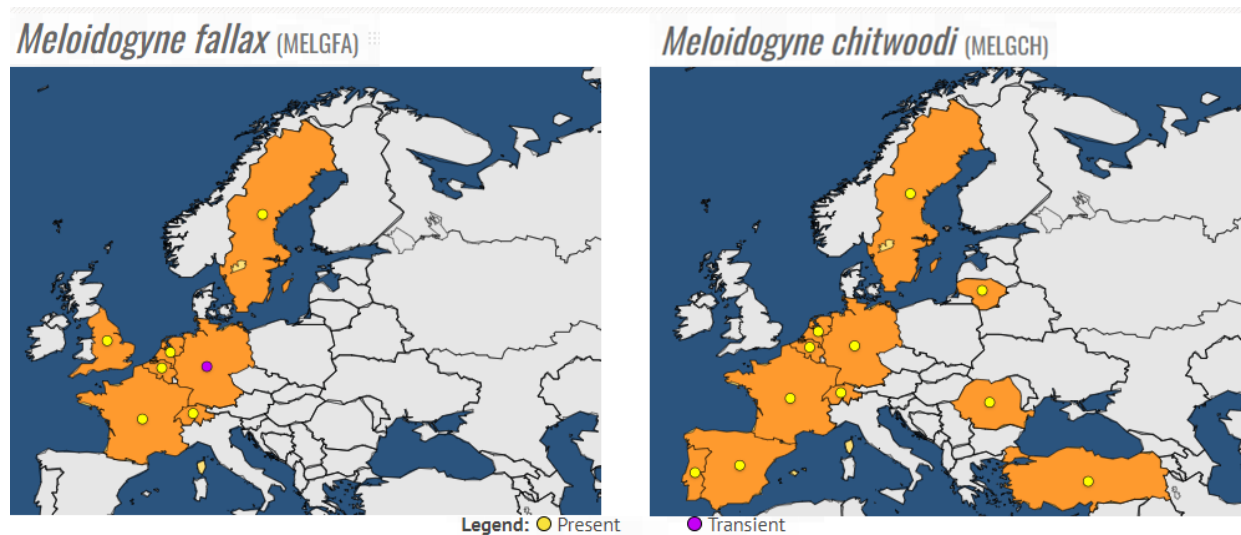 Meloidogyne fallax (MELGFA)
Meloidogyne chitwoodi (MELGCH)
Legend: Present Transient